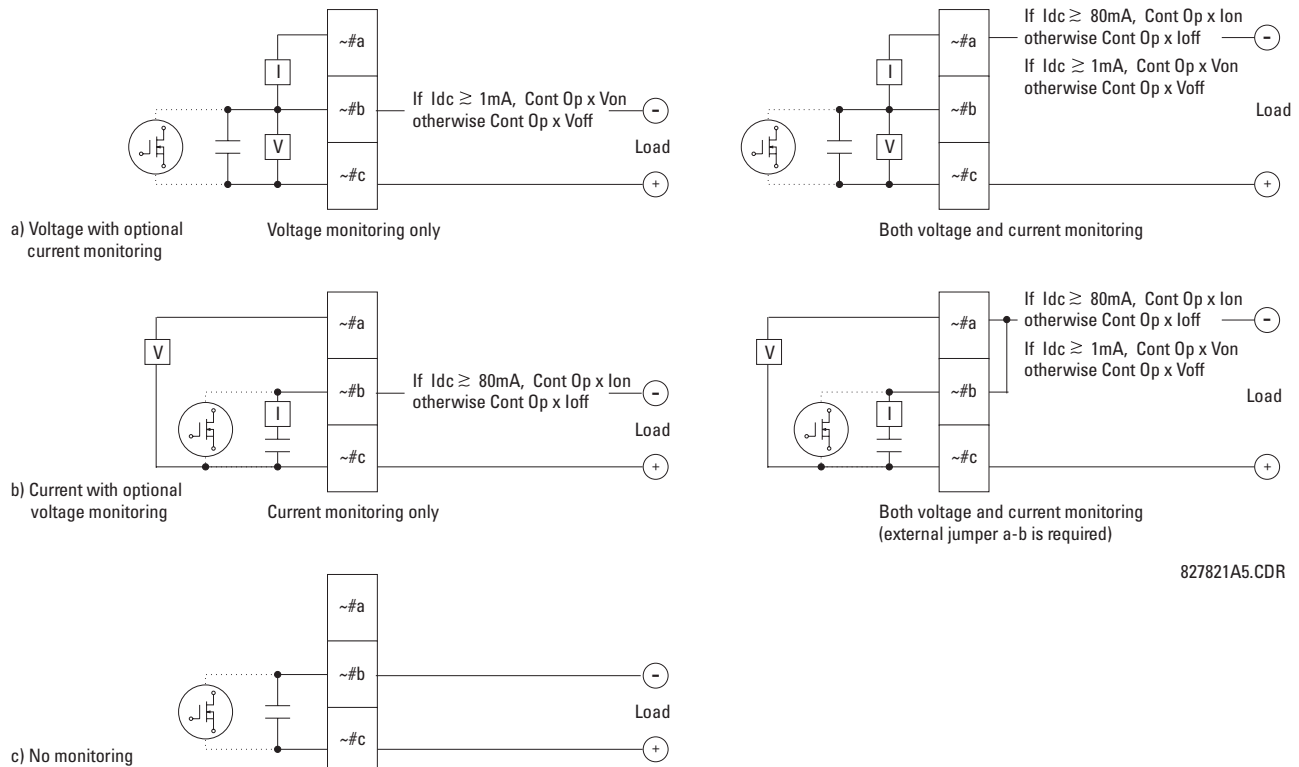 ~#a
I
~#b
If Idc ≳ 1mA, Cont Op x Von
otherwise Cont Op x Voff
-
V
Load
~#c
+
a) Voltage with optional
current monitoring
Voltage monitoring only
~#a
If Idc ≳ 80mA, Cont Op x Ion
otherwise Cont Op x Ioff
-
I
If Idc ≳ 1mA, Cont Op x Von
otherwise Cont Op x Voff
~#b
Load
V
~#c
+
Both voltage and current monitoring
~#a
V
~#b
If Idc ≳ 80mA, Cont Op x Ion
otherwise Cont Op x Ioff
-
I
Load
~#c
+
b) Current with optional
voltage monitoring
Current monitoring only
~#a
If Idc ≳ 80mA, Cont Op x Ion
otherwise Cont Op x Ioff
-
V
If Idc ≳ 1mA, Cont Op x Von
otherwise Cont Op x Voff
~#b
Load
I
~#c
+
Both voltage and current monitoring
(external jumper a-b is required)
827821A5.CDR
~#a
~#b
-
Load
~#c
+
c) No monitoring